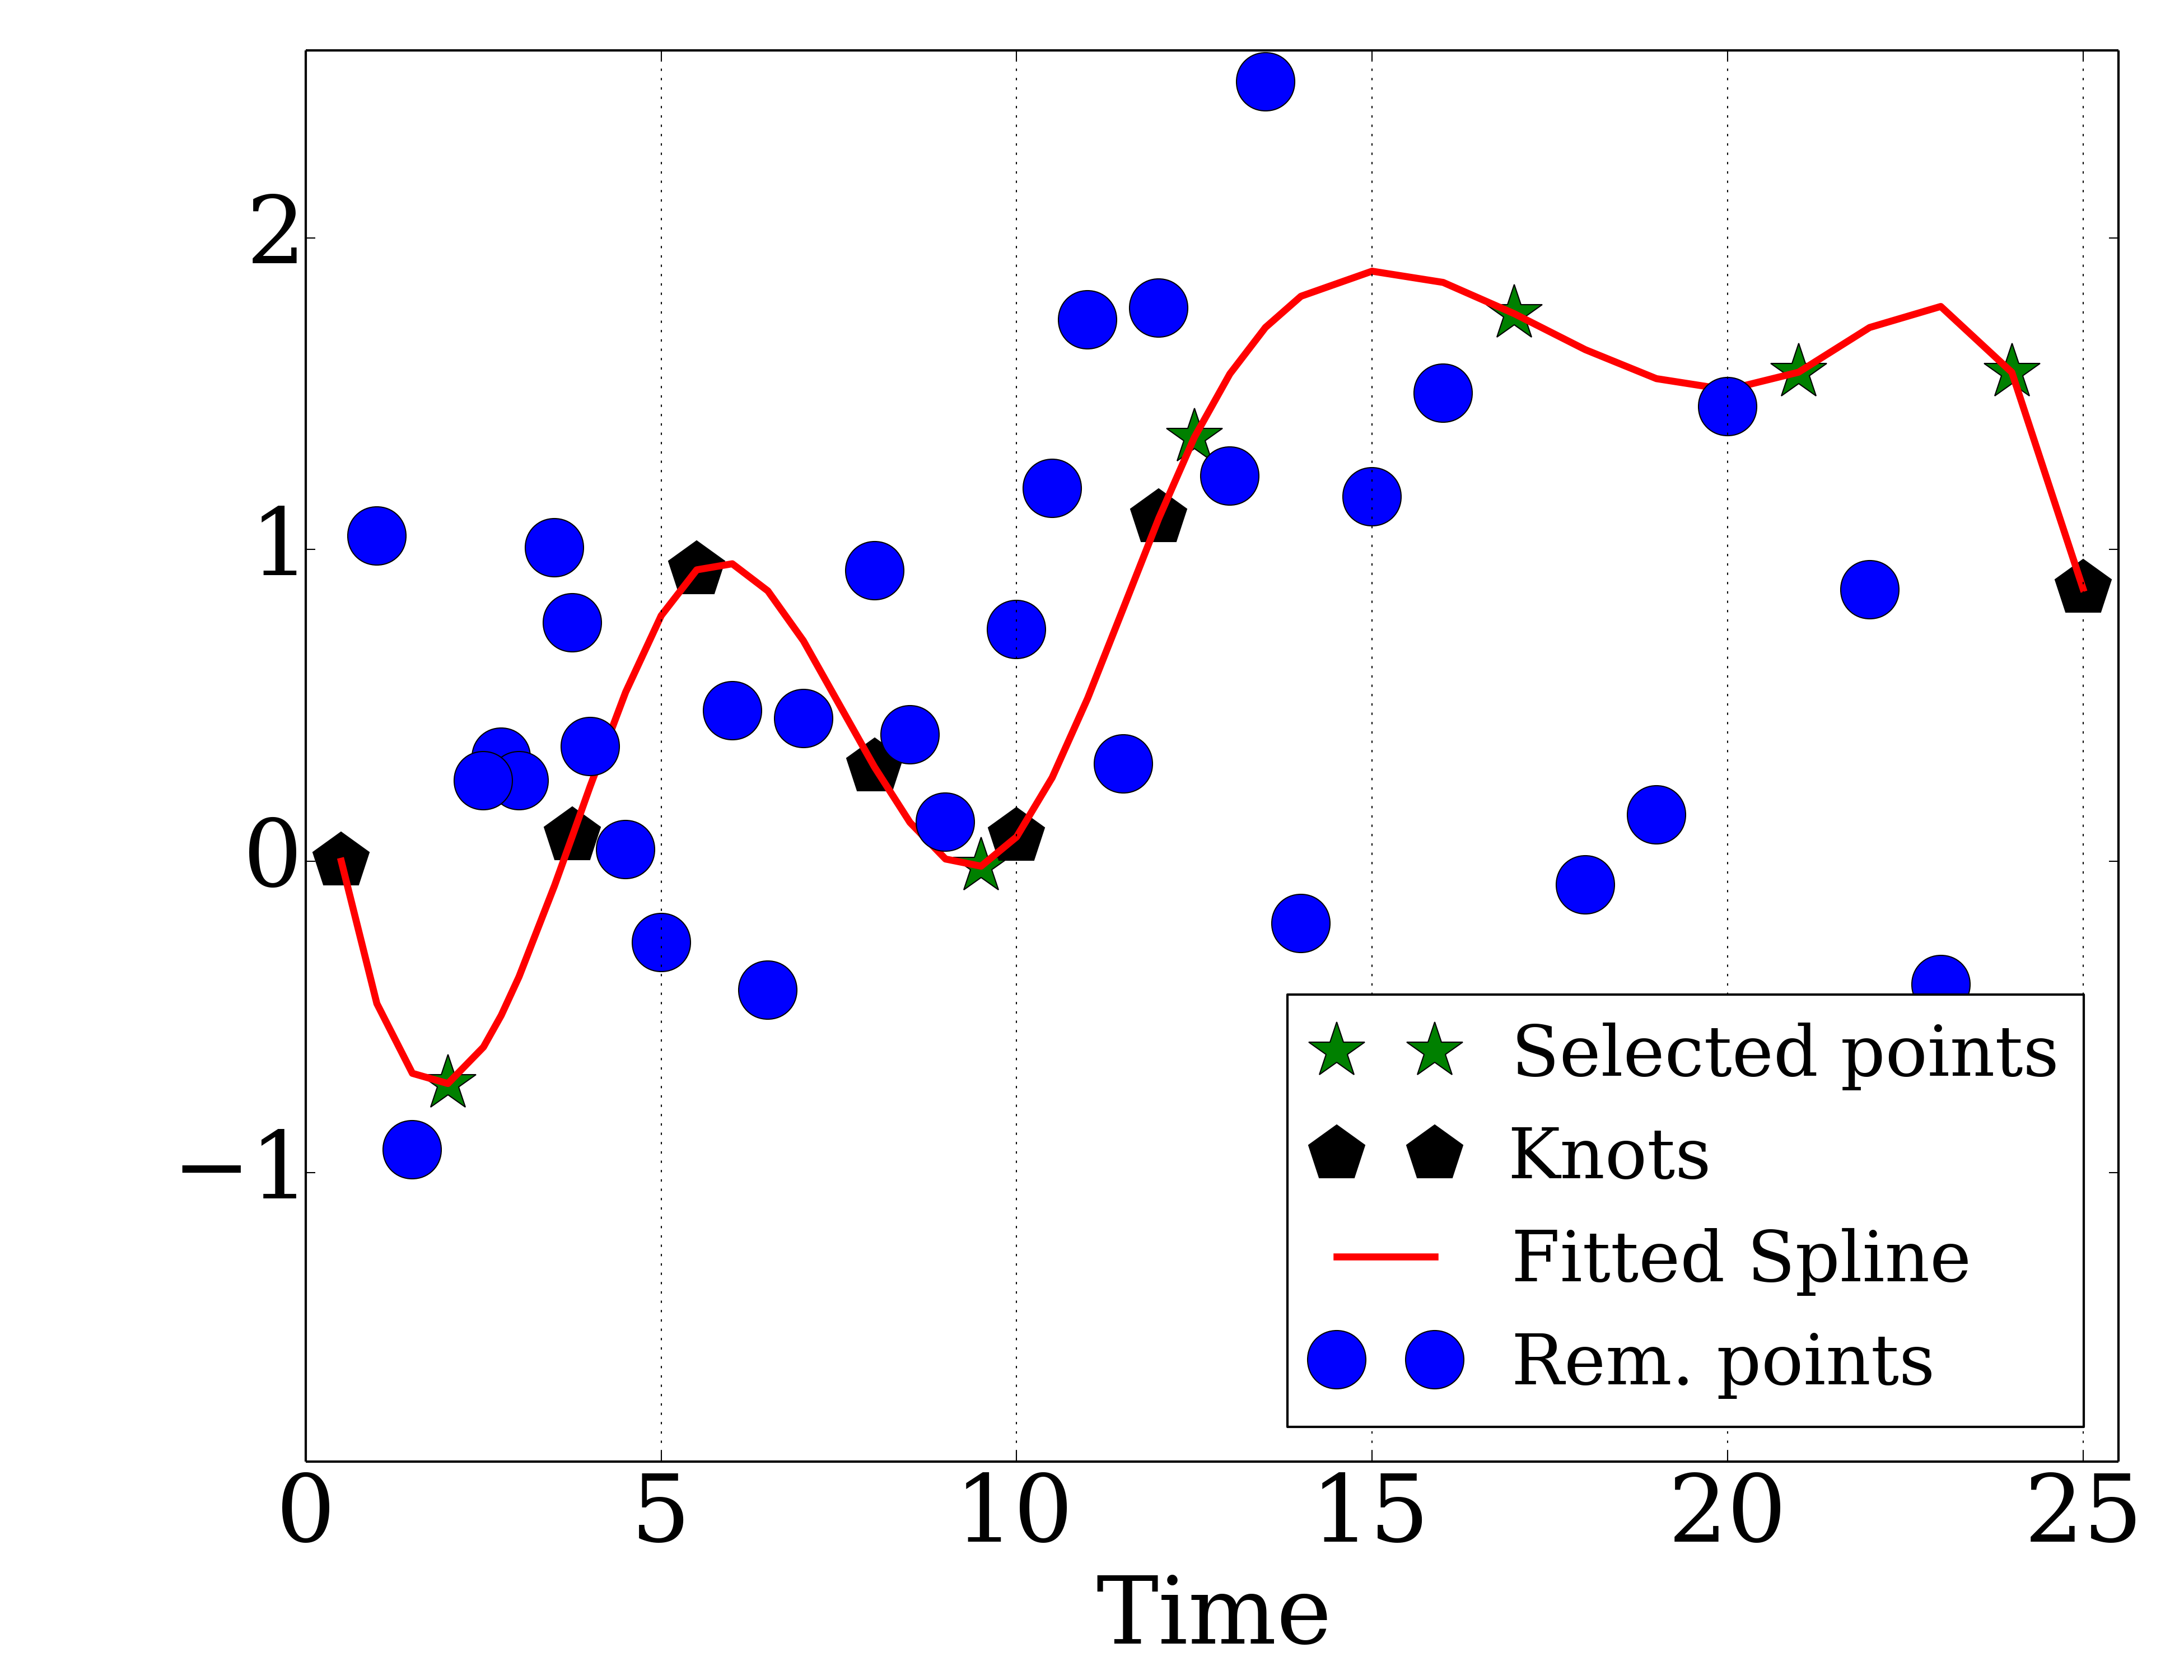 2
1
0
−1
0 5 10 15 20 25
Time
Selected points
Knots
Fitted Spline
Rem. points